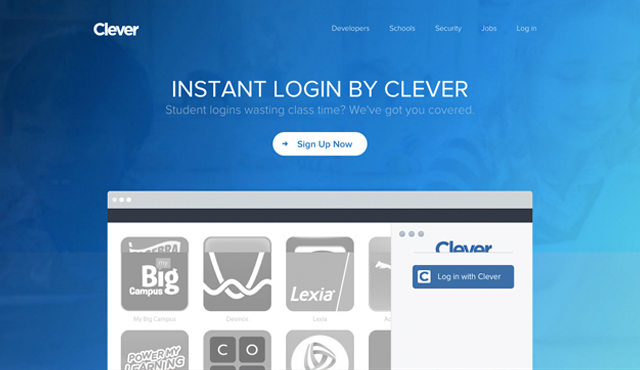 Clever
Developers Schools Security Jobs Log in
INSTANT LOGIN BY CLEVER
Student logins wasting class time? We've got you covered.
Sign Up Now
Clever
C Log in with Clever
ALGEBRA
my
Big
Campus
Lexia
My Big Campus Desmos Lexia
POWER MY
LEARNING
C O